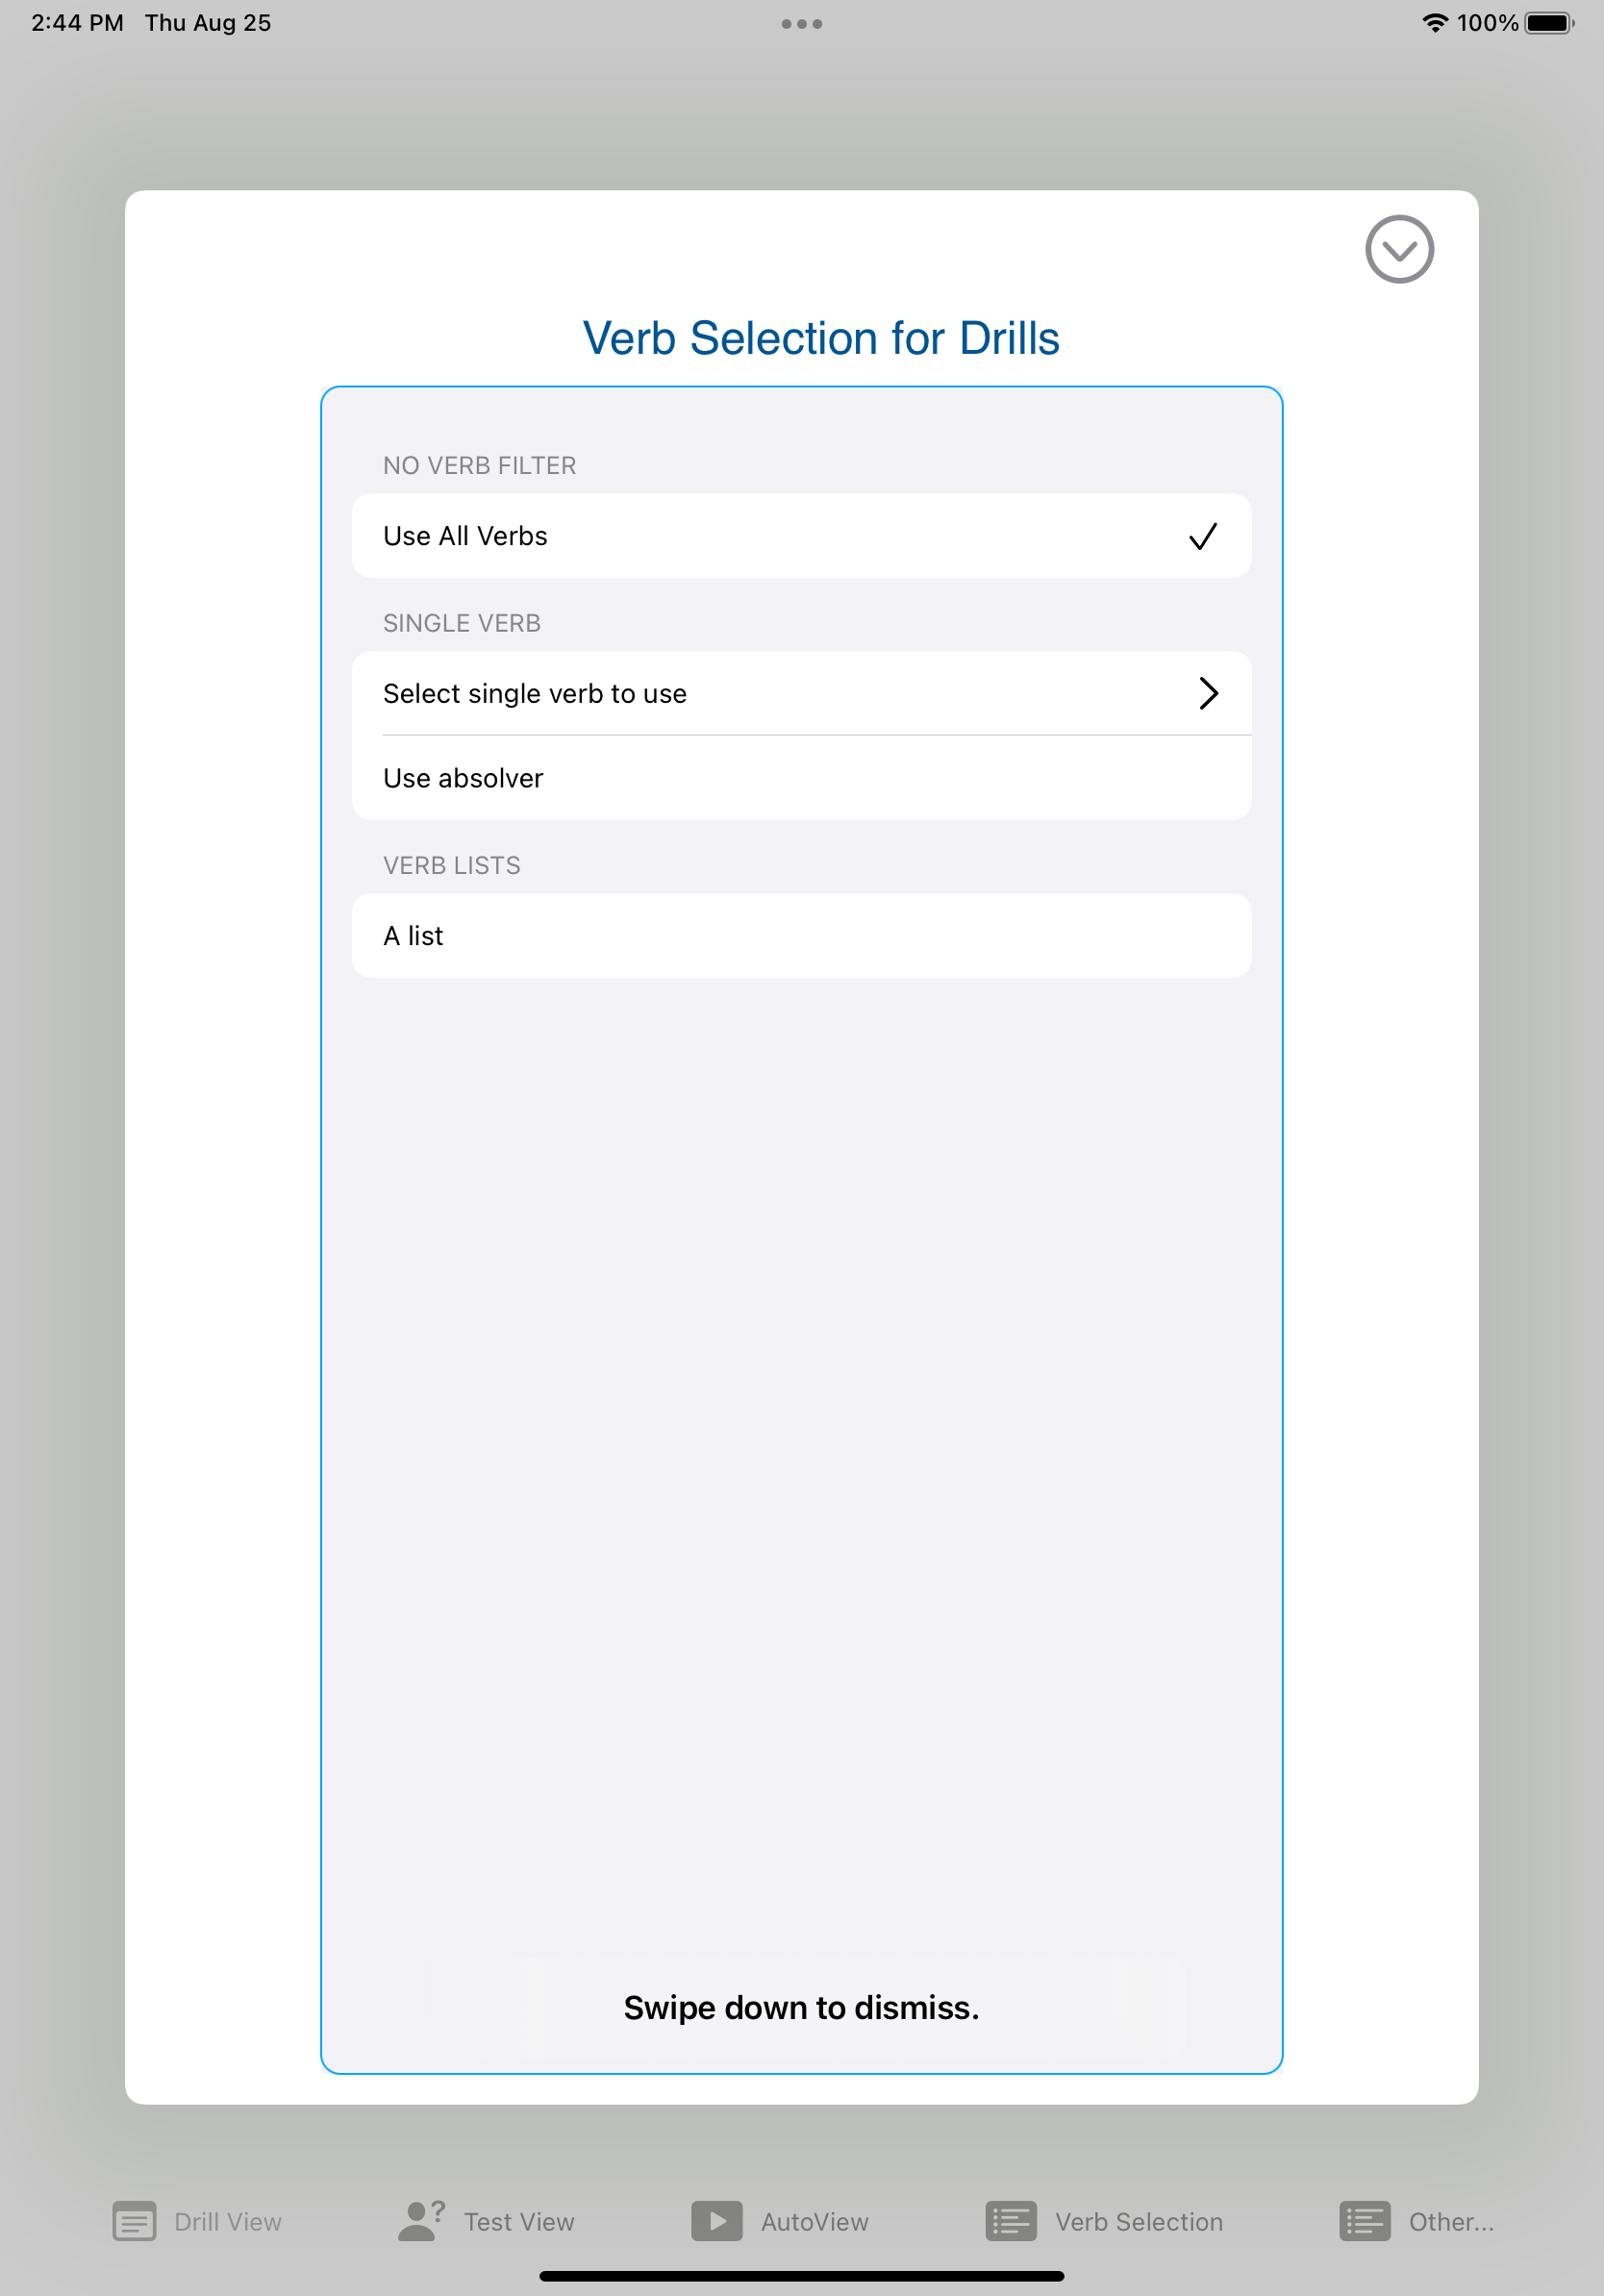 2:44 PM Thu Aug 25 100%
Verb Selection for Drills
NO VERB FILTER
Use All Verbs
SINGLE VERB
Select single verb to use
Use absolver
VERB LISTS
A list
Swipe down to dismiss.
Drill View Test View AutoView Verb Selection Other...